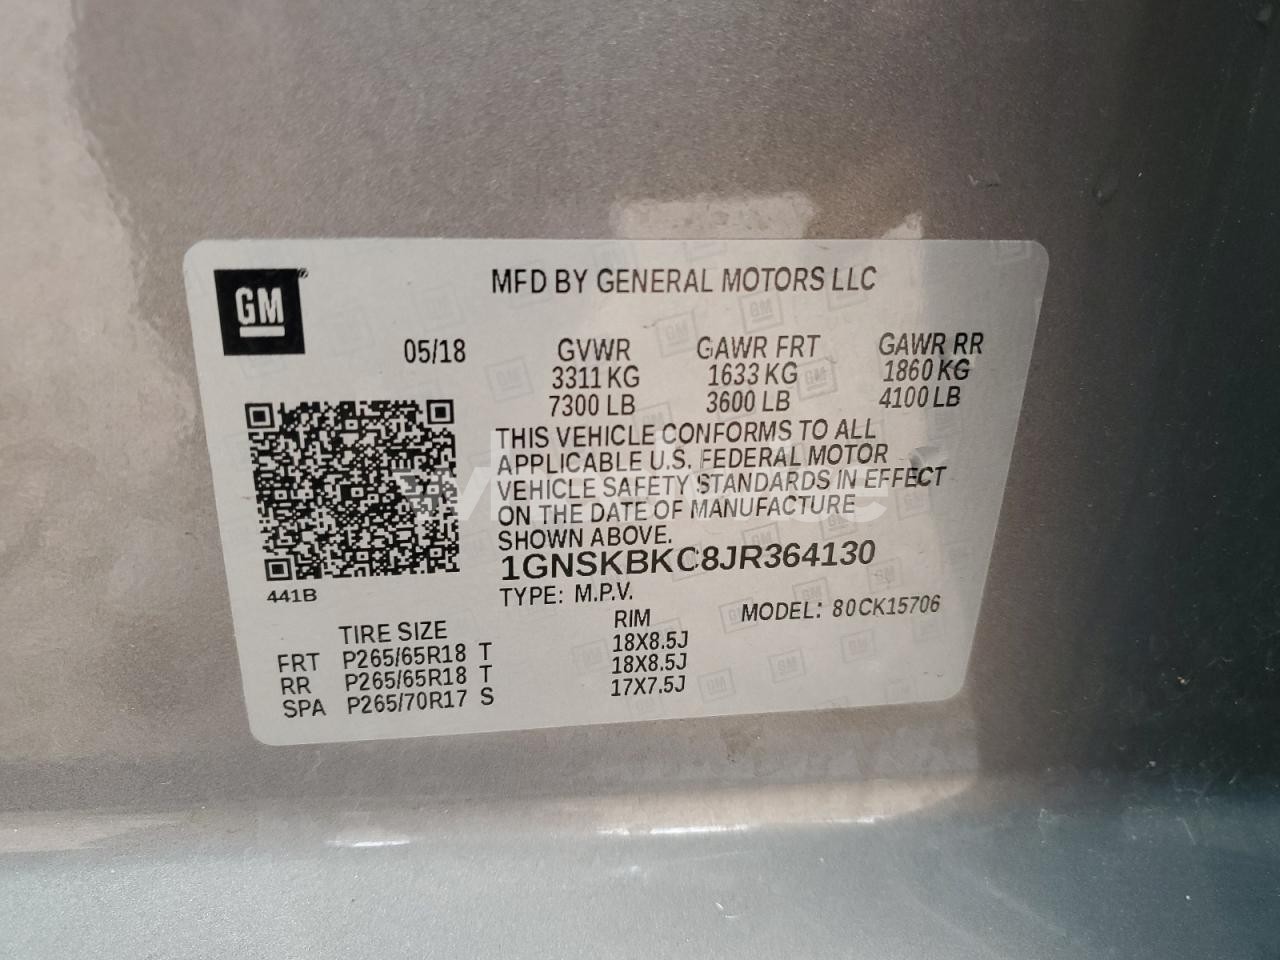 GM
MFD BY GENERAL MOTORS LLC
05/18 GVWR GAWR FRT GAWR RR
3311 KG 1633 KG 1860 KG
7300 LB 3600 LB 4100 LB
THIS VEHICLE CONFORMS TO ALL
APPLICABLE U.S. FEDERAL MOTOR
VEHICLE SAFETY STANDARDS IN EFFECT
ON THE DATE OF MANUFACTURE
SHOWN ABOVE.
1GNSKBKC8JR364130
441B
TYPE: M.P.V. MODEL: 80CK15706
TIRE SIZE RIM
FRT P265/65R18 T 18X8.5J
RR P265/65R18 T 18X8.5J
SPA P265/70R17 S 17X7.5J